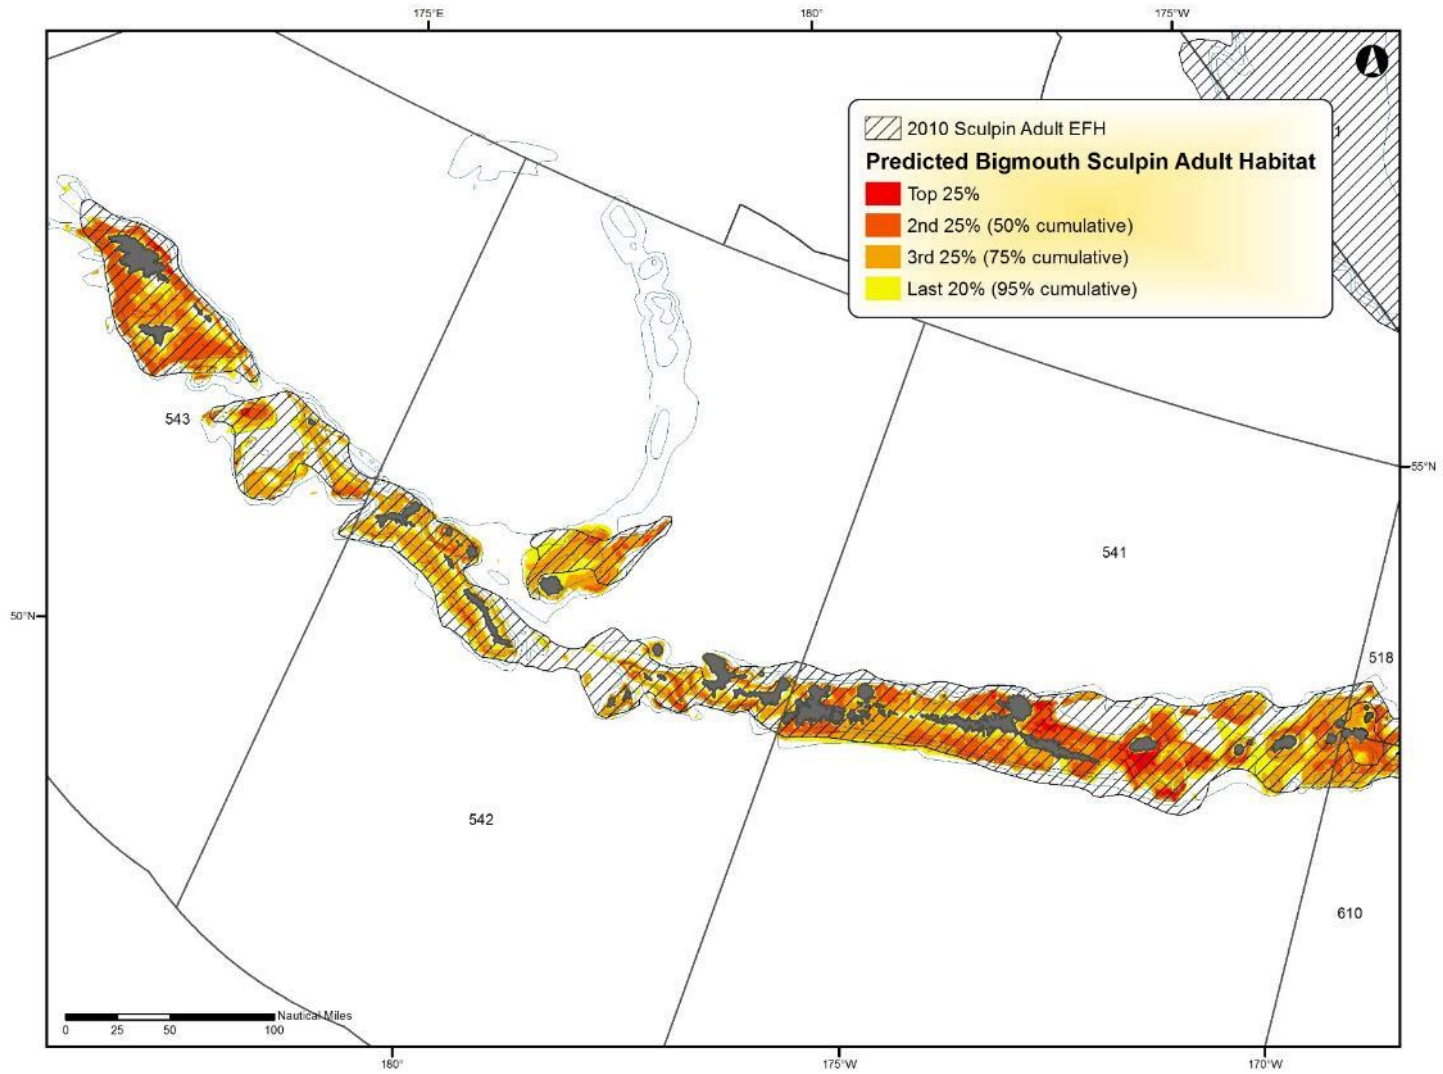 175°E
180°
175°W
1
2010 Sculpin Adult EFH
Predicted Bigmouth Sculpin Adult Habitat
Top 25%
2nd 25% (50% cumulative)
3rd 25% (75% cumulative)
Last 20% (95% cumulative)
543
55°N
541
50°N
518
542
610
Nautical Miles
0 25 50 100
180°
175°W
170°W